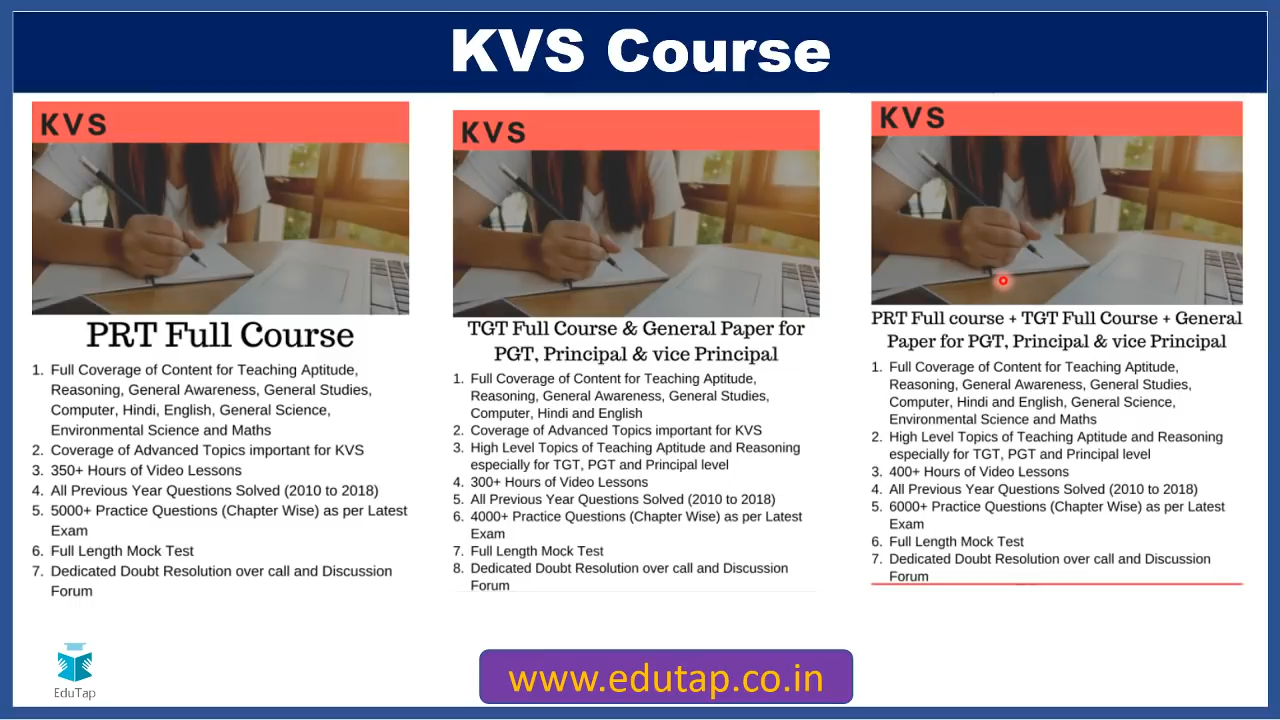 KVS Course
KVS
PRT Full Course
1. Full Coverage of Content for Teaching Aptitude,
Reasoning, General Awareness, General Studies,
Computer, Hindi, English, General Science,
Environmental Science and Maths
2. Coverage of Advanced Topics important for KVS
3. 350+ Hours of Video Lessons
4. All Previous Year Questions Solved (2010 to 2018)
5. 5000+ Practice Questions (Chapter Wise) as per Latest
Exam
6. Full Length Mock Test
7. Dedicated Doubt Resolution over call and Discussion
Forum
KVS
TGT Full Course & General Paper for
PGT, Principal & vice Principal
1. Full Coverage of Content for Teaching Aptitude,
Reasoning, General Awareness, General Studies,
Computer, Hindi and English
2. Coverage of Advanced Topics important for KVS
3. High Level Topics of Teaching Aptitude and Reasoning
especially for TGT, PGT and Principal level
4. 300+ Hours of Video Lessons
5. All Previous Year Questions Solved (2010 to 2018)
6. 4000+ Practice Questions (Chapter Wise) as per Latest
Exam
7. Full Length Mock Test
8. Dedicated Doubt Resolution over call and Discussion
Forum
KVS
PRT Full course + TGT Full Course + General
Paper for PGT, Principal & vice Principal
1. Full Coverage of Content for Teaching Aptitude,
Reasoning, General Awareness, General Studies,
Computer, Hindi and English, General Science,
Environmental Science and Maths
2. High Level Topics of Teaching Aptitude and Reasoning
especially for TGT, PGT and Principal level
3. 400+ Hours of Video Lessons
4. All Previous Year Questions Solved (2010 to 2018)
5. 6000+ Practice Questions (Chapter Wise) as per Latest
Exam
6. Full Length Mock Test
7. Dedicated Doubt Resolution over call and Discussion
Forum
EduTap
www.edutap.co.in